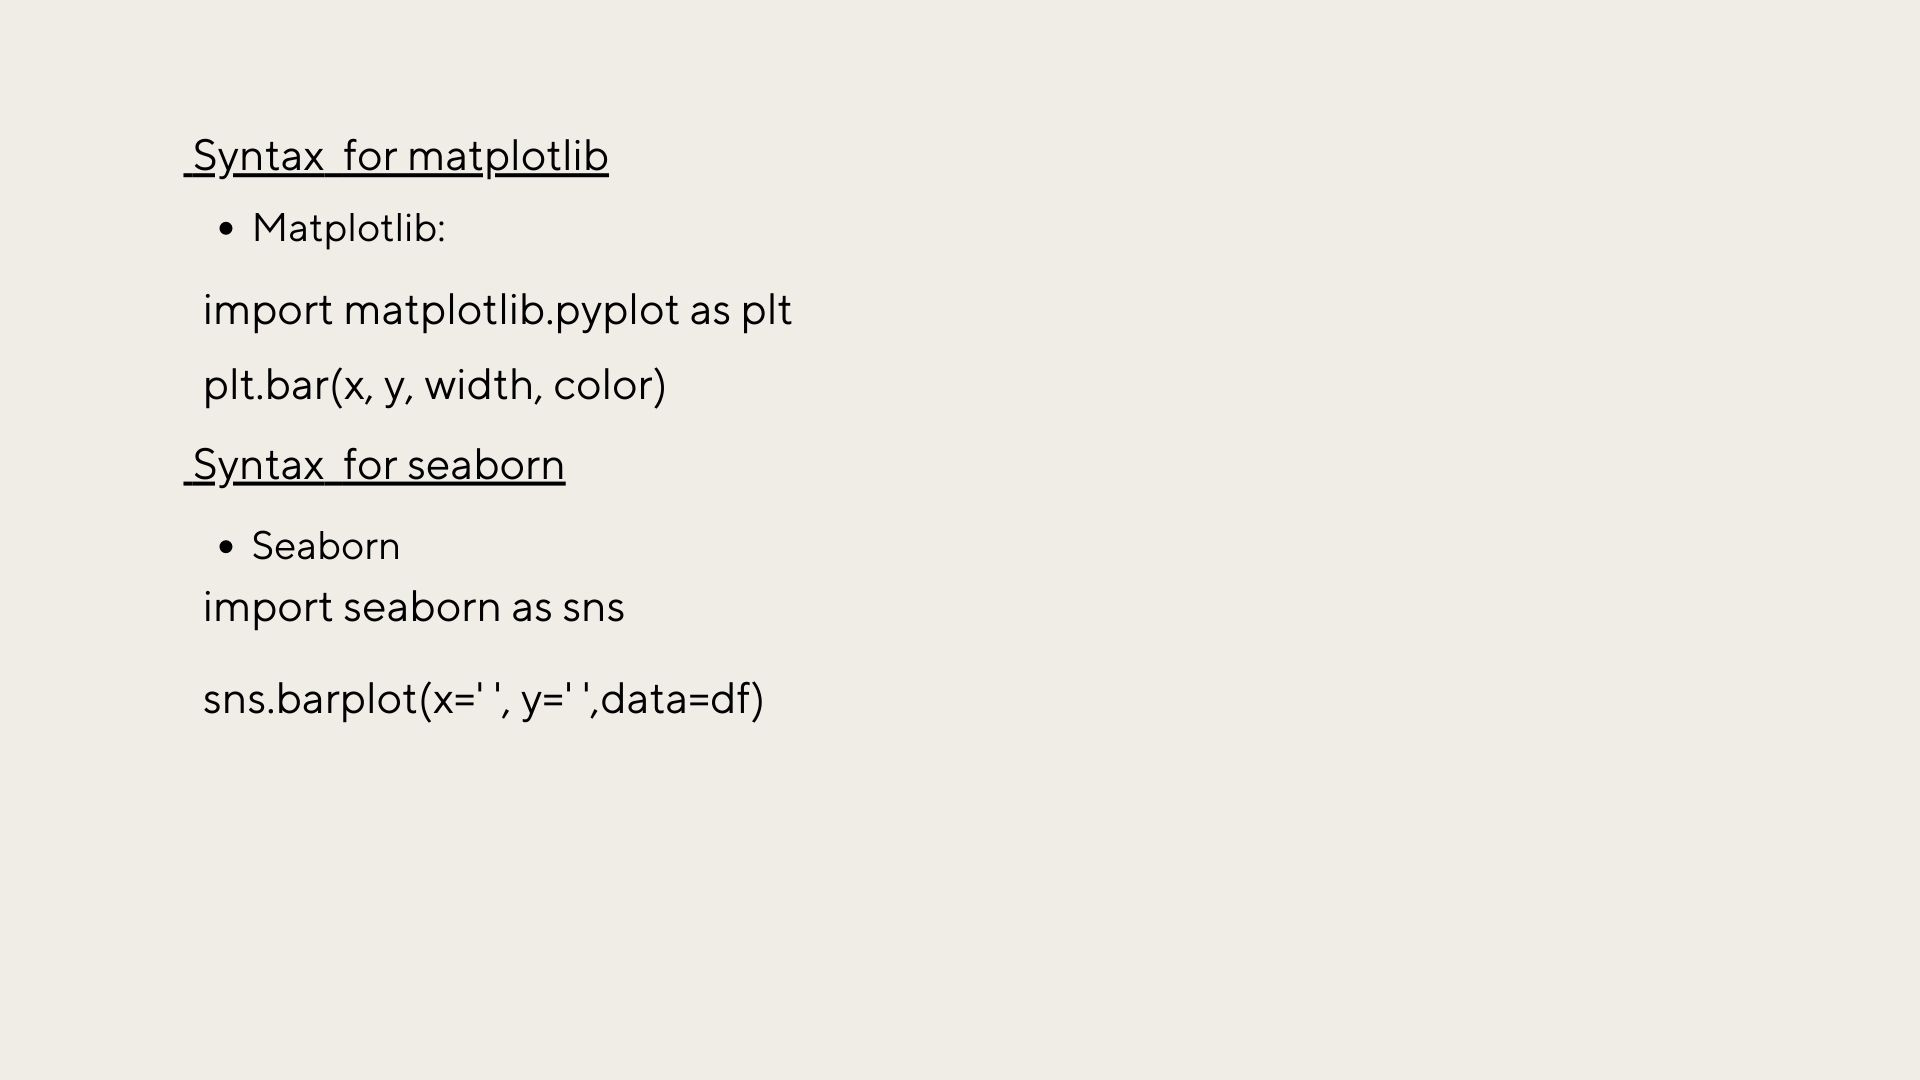 Syntax  for matplotlib
• Matplotlib:
import matplotlib.pyplot as plt
plt.bar(x, y, width, color)
Syntax  for seaborn
• Seaborn
import seaborn as sns
sns.barplot(x=' ', y=' ',data=df)